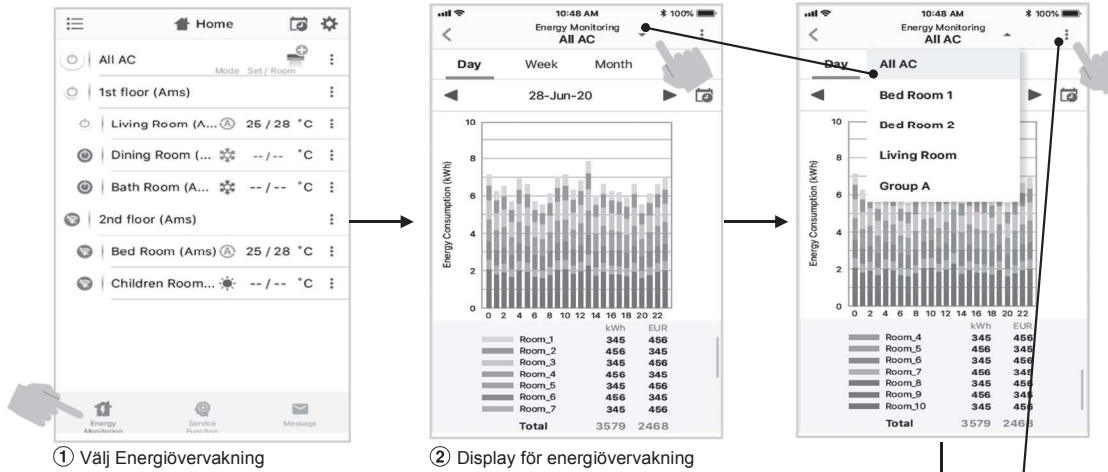 Home
All AC
Mode Set / Room
1st floor (Ams)
Living Room (A... A 25 / 28 °C
Dining Room (... --/-- °C
Bath Room (A... --/-- °C
2nd floor (Ams)
Bed Room (Ams) A 25 / 28 °C
Children Room... --/-- °C
Energy Monitoring
Service Function
Message
① Välj Energiövervakning
10:48 AM 100%
Energy Monitoring
All AC
Day Week Month
28-Jun-20
Energy Consumption (kWh)
10
8
6
4
2
0
0 2 4 6 8 10 12 14 16 18 20 22
kWh EUR
Room_1 345 456
Room_2 456 345
Room_3 345 456
Room_4 456 345
Room_5 345 456
Room_6 456 345
Room_7 345 456
Total 3579 2468
② Display för energiövervakning
10:48 AM 100%
Energy Monitoring
All AC
Day
All AC
Bed Room 1
Bed Room 2
Living Room
Group A
Energy Consumption (kWh)
10
8
6
4
2
0
0 2 4 6 8 10 12 14 16 18 20 22
kWh EUR
Room_4 345 456
Room_5 456 345
Room_6 345 456
Room_7 456 345
Room_8 345 456
Room_9 456 345
Room_10 345 456
Total 3579 2468